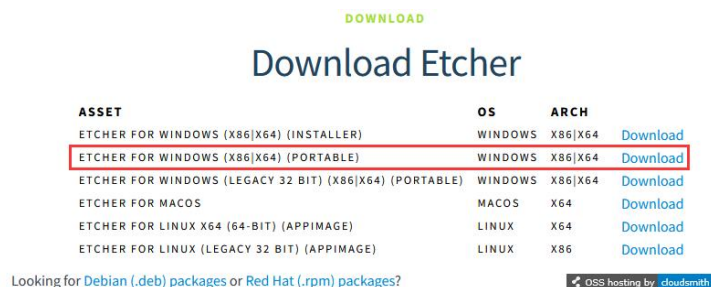 DOWNLOAD
Download Etcher
ASSET OS ARCH
ETCHER FOR WINDOWS (X86|X64) (INSTALLER) WINDOWS X86|X64 Download
ETCHER FOR WINDOWS (X86|X64) (PORTABLE) WINDOWS X86|X64 Download
ETCHER FOR WINDOWS (LEGACY 32 BIT) (X86|X64) (PORTABLE) WINDOWS X86|X64 Download
ETCHER FOR MACOS MACOS X64 Download
ETCHER FOR LINUX X64 (64-BIT) (APPIMAGE) LINUX X64 Download
ETCHER FOR LINUX (LEGACY 32 BIT) (APPIMAGE) LINUX X86 Download
Looking for Debian (.deb) packages or Red Hat (.rpm) packages? OSS hosting by cloudsmith